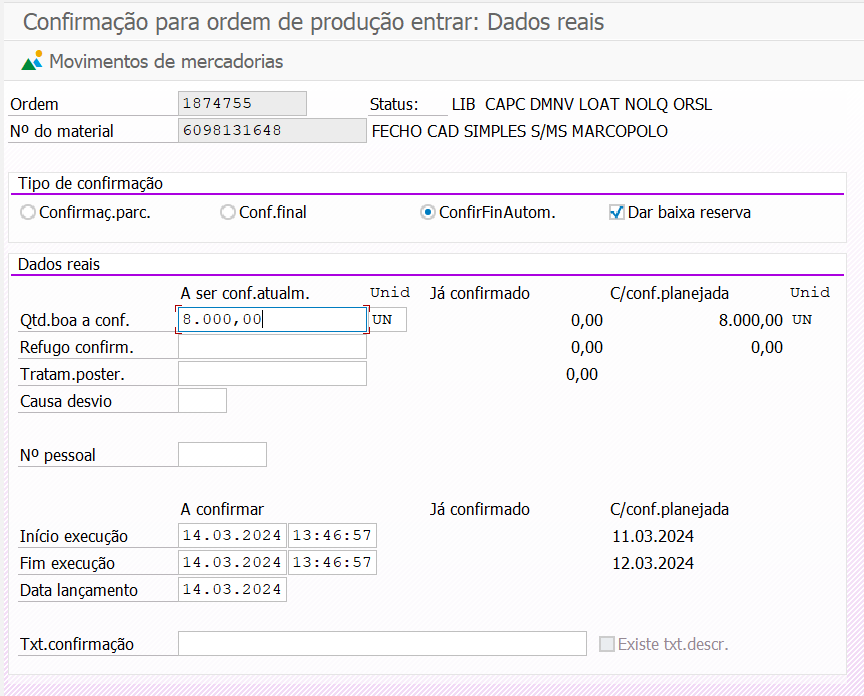 Confirmação para ordem de produção entrar: Dados reais
Movimentos de mercadorias
Ordem 1874755 Status: LIB CAPC DMNV LOAT NOLQ ORSL
Nº do material 6098131648 FECHO CAD SIMPLES S/MS MARCOPOLO
Tipo de confirmação
Confirmaç.parc. Conf.final ConfirFinAutom. Dar baixa reserva
Dados reais
A ser conf.atualm. Unid Já confirmado C/conf.planejada Unid
Qtd.boa a conf. 8.000,00 UN 0,00 8.000,00 UN
Refugo confirm. 0,00 0,00
Tratam.poster. 0,00
Causa desvio
Nº pessoal
A confirmar Já confirmado C/conf.planejada
Início execução 14.03.2024 13:46:57 11.03.2024
Fim execução 14.03.2024 13:46:57 12.03.2024
Data lançamento 14.03.2024
Txt.confirmação Existe txt.descr.